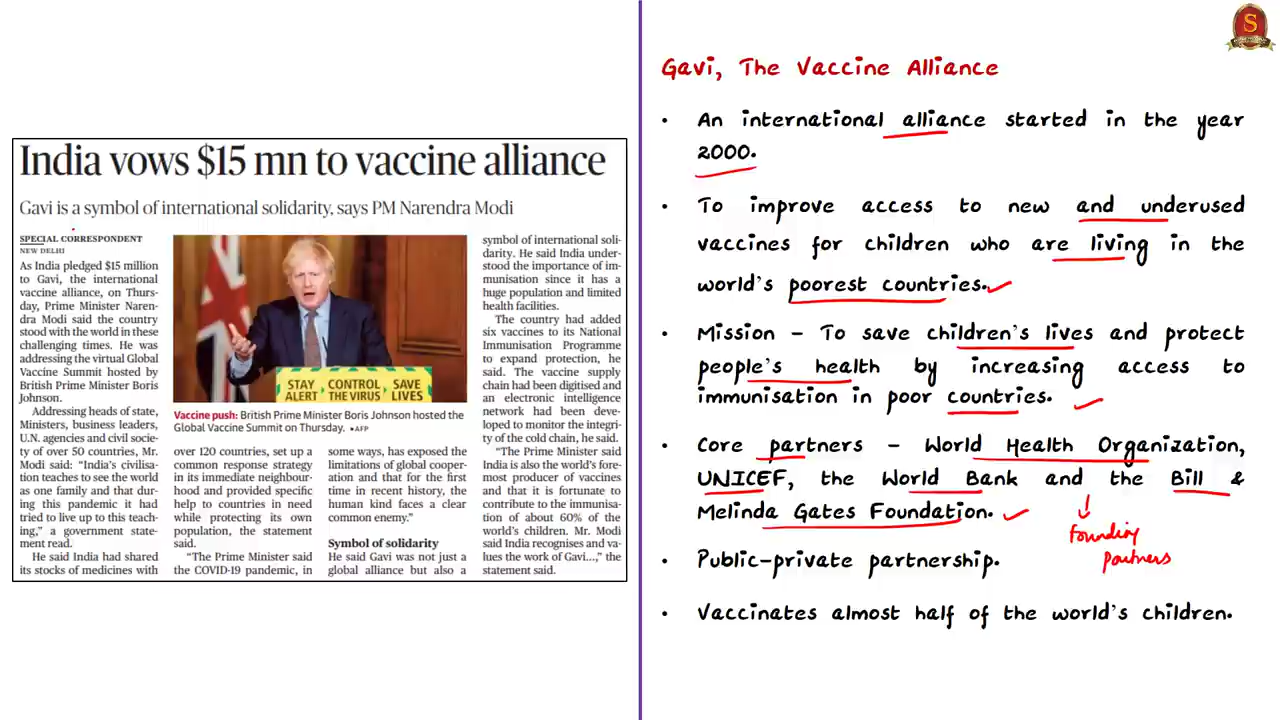 India vows $15 mn to vaccine alliance
Gavi is a symbol of international solidarity, says PM Narendra Modi
SPECIAL CORRESPONDENT
NEW DELHI
As India pledged $15 million
to Gavi, the international
vaccine alliance, on Thurs-
day, Prime Minister Naren-
dra Modi said the country
stood with the world in these
challenging times. He was
addressing the virtual Global
Vaccine Summit hosted by
British Prime Minister Boris
Johnson.
Addressing heads of state,
Ministers, business leaders,
U.N. agencies and civil socie-
ty of over 50 countries, Mr.
Modi said: “India’s civilisa-
tion teaches to see the world
as one family and that dur-
ing this pandemic it had
tried to live up to this teach-
ing,” a government state-
ment read.
He said India had shared
its stocks of medicines with
STAY ALERT
CONTROL THE VIRUS
SAVE LIVES
Vaccine push: British Prime Minister Boris Johnson hosted the
Global Vaccine Summit on Thursday. •AFP
over 120 countries, set up a
common response strategy
in its immediate neighbour-
hood and provided specific
help to countries in need
while protecting its own
population, the statement
said.
“The Prime Minister said
the COVID-19 pandemic, in
some ways, has exposed the
limitations of global cooper-
ation and that for the first
time in recent history, the
human kind faces a clear
common enemy.”
Symbol of solidarity
He said Gavi was not just a
global alliance but also a
symbol of international soli-
darity. He said India under-
stood the importance of im-
munisation since it has a
huge population and limited
health facilities.
The country had added
six vaccines to its National
Immunisation Programme
to expand protection, he
said. The vaccine supply
chain had been digitised and
an electronic intelligence
network had been deve-
loped to monitor the integri-
ty of the cold chain, he said.
“The Prime Minister said
India is also the world’s fore-
most producer of vaccines
and that it is fortunate to
contribute to the immunisa-
tion of about 60% of the
world’s children. Mr. Modi
said India recognises and va-
lues the work of Gavi...,” the
statement said.
S
Gavi, The Vaccine Alliance
• An international alliance started in the year
2000.
• To improve access to new and underused
vaccines for children who are living in the
world's poorest countries.
• Mission – To save children's lives and protect
people's health by increasing access to
immunisation in poor countries.
• Core partners – World Health Organization,
UNICEF, the World Bank and the Bill &
Melinda Gates Foundation.
founding
partners
• Public-private partnership.
• Vaccinates almost half of the world's children.